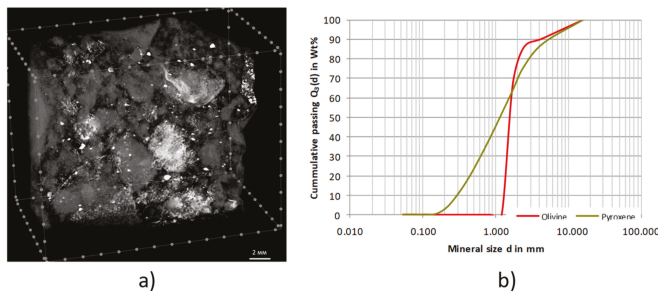 2 мм
a)
Cummulative passing Q₃(d) in Wt%
100
90
80
70
60
50
40
30
20
10
0
0.010
0.100
1.000
10.000
100.000
Olivine
Pyroxene
Mineral size d in mm
b)